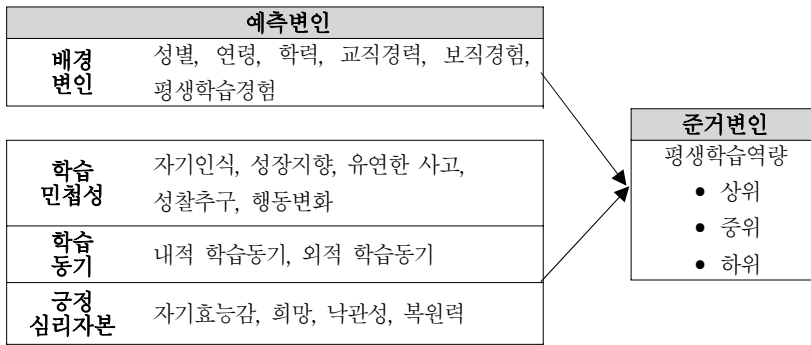 예측변인
배경
변인
성별, 연령, 학력, 교직경력, 보직경험,
평생학습경험
학습
민첩성
자기인식, 성장지향, 유연한 사고,
성찰추구, 행동변화
학습
동기
내적 학습동기, 외적 학습동기
긍정
심리자본
자기효능감, 희망, 낙관성, 복원력
준거변인
평생학습역량
• 상위
• 중위
• 하위